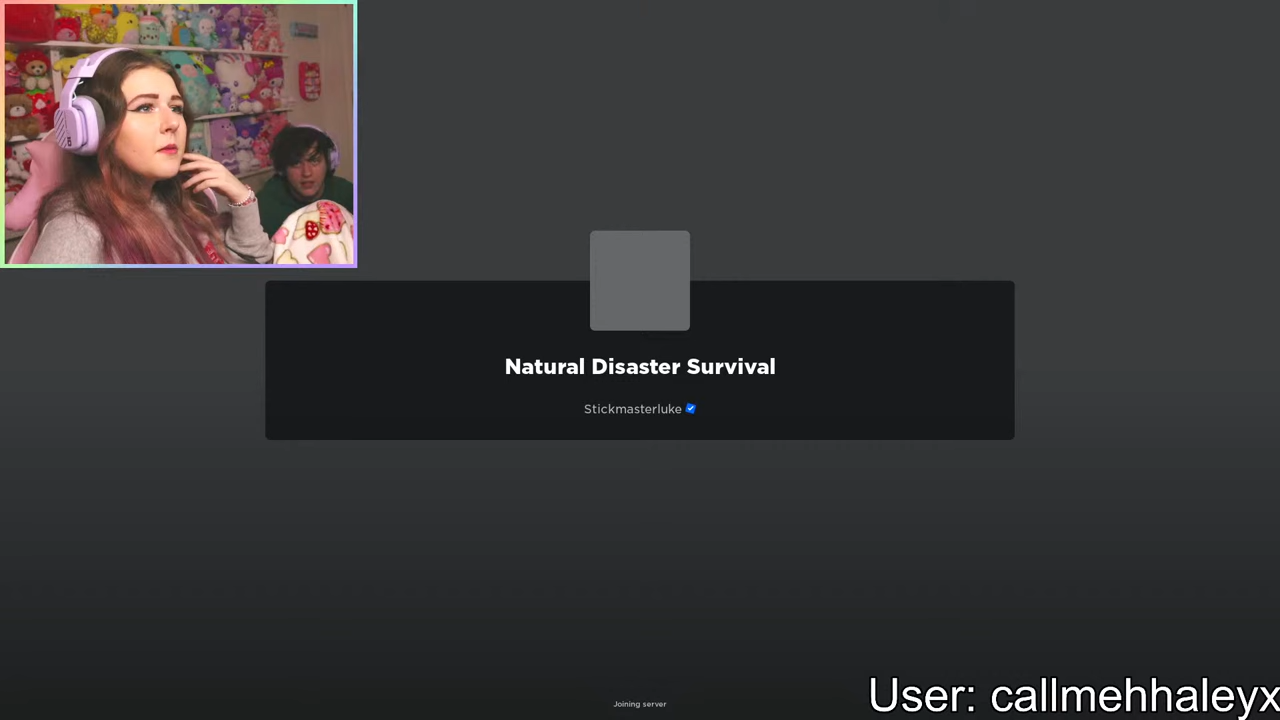 Natural Disaster Survival
Stickmasterluke
Joining server
User: callmehhaleyx